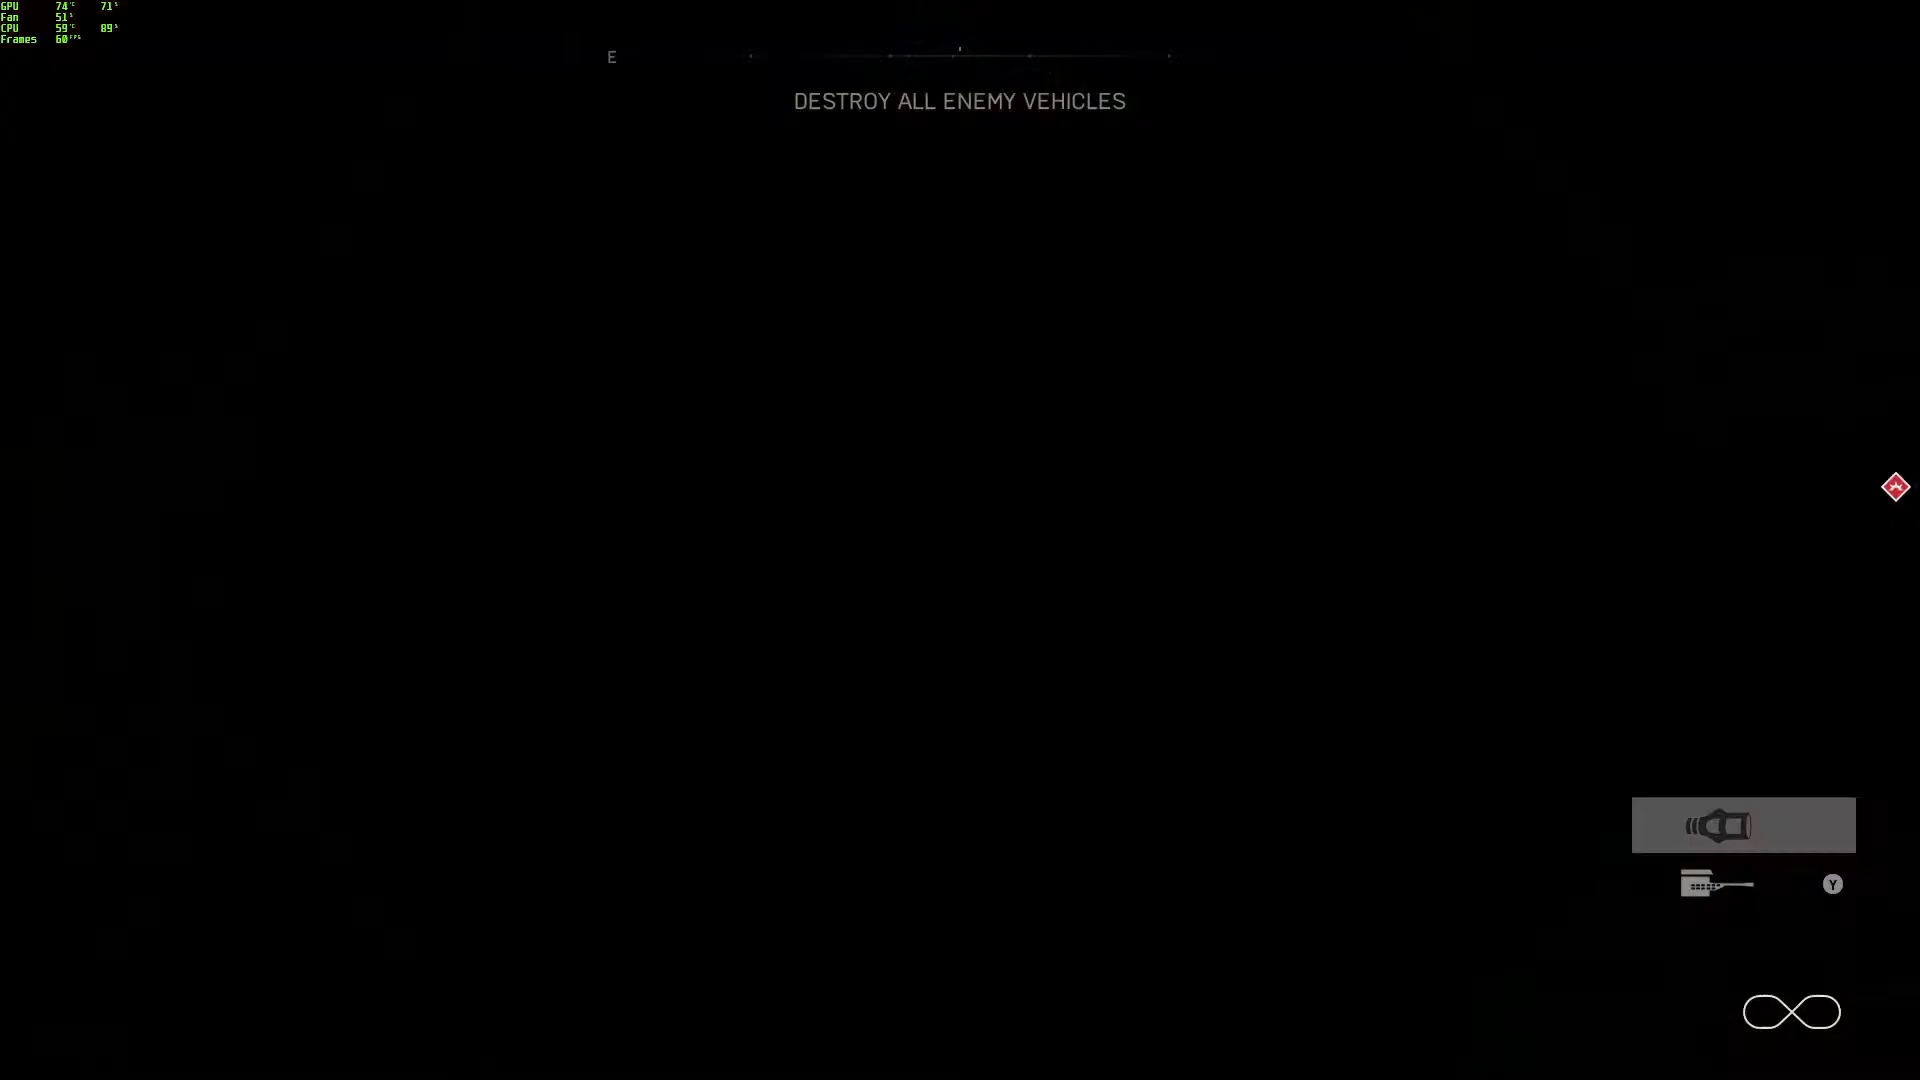 GPU 74°C 71%
Fan 51%
CPU 59°C 89%
Frames 60FPS
E
DESTROY ALL ENEMY VEHICLES
Y